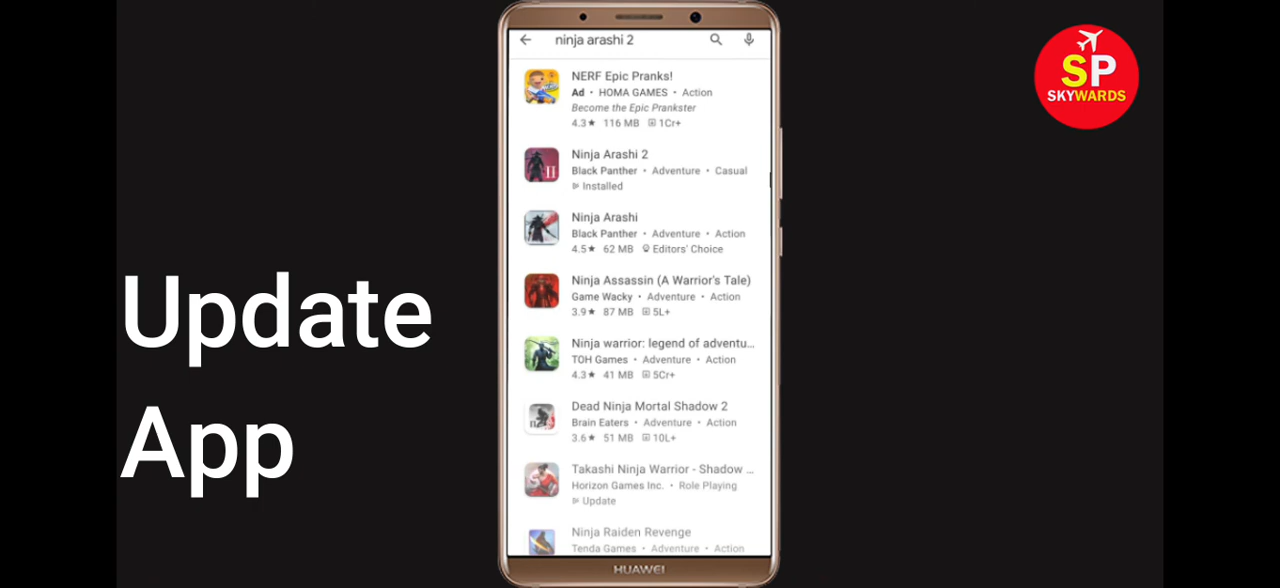 ninja arashi 2
NERF Epic Pranks!
Ad • HOMA GAMES • Action
Become the Epic Prankster
4.3★ 116 MB 1Cr+
Ninja Arashi 2
Black Panther • Adventure • Casual
Installed
Ninja Arashi
Black Panther • Adventure • Action
4.5★ 62 MB Editors' Choice
Ninja Assassin (A Warrior's Tale)
Game Wacky • Adventure • Action
3.9★ 87 MB 5L+
Ninja warrior: legend of adventu...
TOH Games • Adventure • Action
4.3★ 41 MB 5Cr+
Dead Ninja Mortal Shadow 2
Brain Eaters • Adventure • Action
3.6★ 51 MB 10L+
Takashi Ninja Warrior - Shadow ...
Horizon Games Inc. • Role Playing
Update
Ninja Raiden Revenge
Tenda Games • Adventure • Action
HUAWEI
Update
App
SP
SKYWARDS
II